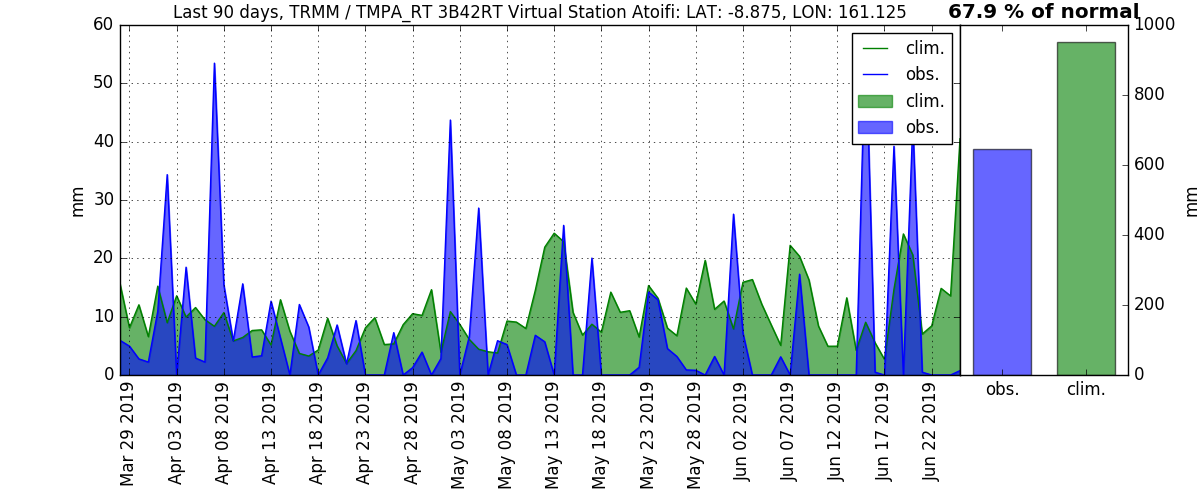 Last 90 days, TRMM / TMPA_RT 3B42RT Virtual Station Atoifi: LAT: -8.875, LON: 161.125
67.9 % of normal
60
50
40
30
20
10
0
mm
clim.
obs.
clim.
obs.
Mar 29 2019
Apr 03 2019
Apr 08 2019
Apr 13 2019
Apr 18 2019
Apr 23 2019
Apr 28 2019
May 03 2019
May 08 2019
May 13 2019
May 18 2019
May 23 2019
May 28 2019
Jun 02 2019
Jun 07 2019
Jun 12 2019
Jun 17 2019
Jun 22 2019
1000
800
600
400
200
0
mm
obs.
clim.